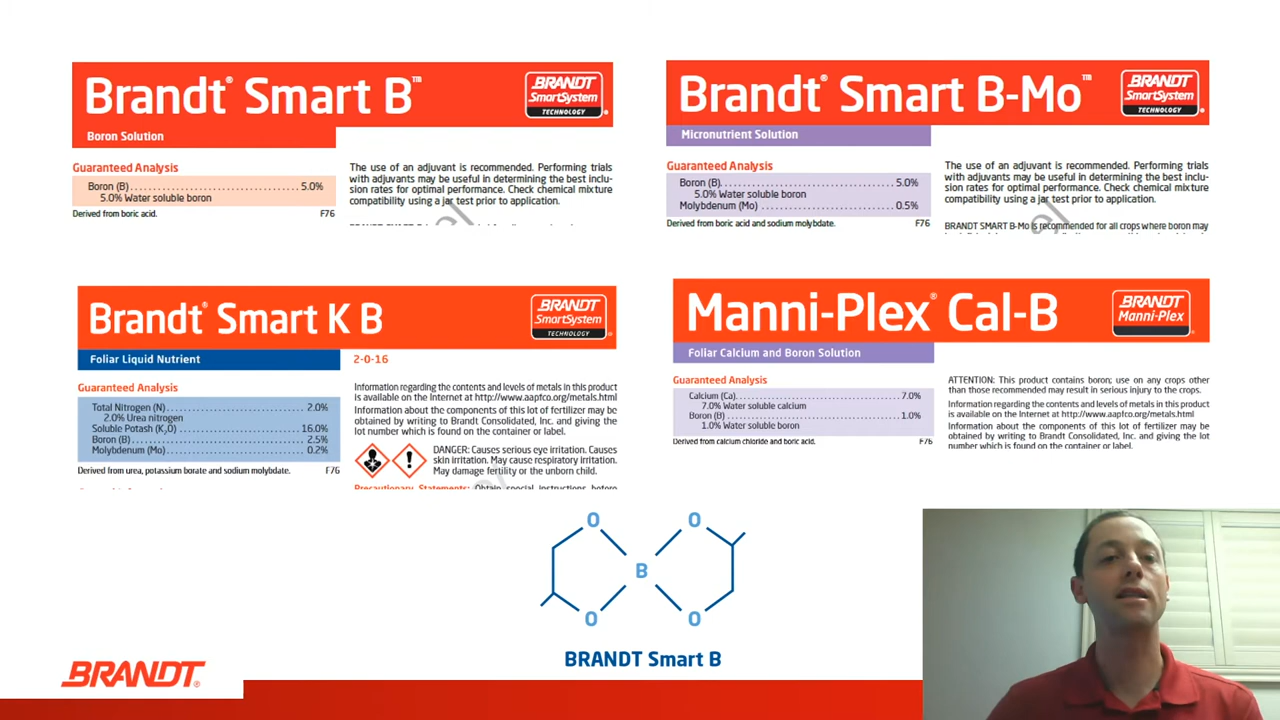 Brandt® Smart B™
BRANDT
SmartSystem
TECHNOLOGY
Boron Solution
Guaranteed Analysis
Boron (B) 5.0%
5.0% Water soluble boron
Derived from boric acid. F76
The use of an adjuvant is recommended. Performing trials
with adjuvants may be useful in determining the best inclu-
sion rates for optimal performance. Check chemical mixture
compatibility using a jar test prior to application.
Brandt® Smart B-Mo™
BRANDT
SmartSystem
TECHNOLOGY
Micronutrient Solution
Guaranteed Analysis
Boron (B) 5.0%
5.0% Water soluble boron
Molybdenum (Mo) 0.5%
Derived from boric acid and sodium molybdate. F76
The use of an adjuvant is recommended. Performing trials
with adjuvants may be useful in determining the best inclu-
sion rates for optimal performance. Check chemical mixture
compatibility using a jar test prior to application.
BRANDT SMART B-Mo is recommended for all crops where boron may
Brandt® Smart K B
BRANDT
SmartSystem
TECHNOLOGY
Foliar Liquid Nutrient
2-0-16
Guaranteed Analysis
Total Nitrogen (N) 2.0%
2.0% Urea nitrogen
Soluble Potash (K₂O) 16.0%
Boron (B) 2.5%
Molybdenum (Mo) 0.2%
Derived from urea, potassium borate and sodium molybdate. F76
Information regarding the contents and levels of metals in this product
is available on the Internet at http://www.aapfco.org/metals.html
Information about the components of this lot of fertilizer may be
obtained by writing to Brandt Consolidated, Inc. and giving the
lot number which is found on the container or label.
DANGER: Causes serious eye irritation. Causes
skin irritation. May cause respiratory irritation.
May damage fertility or the unborn child.
Precautionary Statements: Obtain special instructions before
Manni-Plex® Cal-B
BRANDT
Manni-Plex
Foliar Calcium and Boron Solution
Guaranteed Analysis
Calcium (Ca) 7.0%
7.0% Water soluble calcium
Boron (B) 1.0%
1.0% Water soluble boron
Derived from calcium chloride and boric acid. F76
ATTENTION: This product contains boron; use on any crops other
than those recommended may result in serious injury to the crops.
Information regarding the contents and levels of metals in this product
is available on the Internet at http://www.aapfco.org/metals.html
Information about the components of this lot of fertilizer may be
obtained by writing to Brandt Consolidated, Inc. and giving the
lot number which is found on the container or label.
O O
B
O O
BRANDT Smart B
BRANDT®